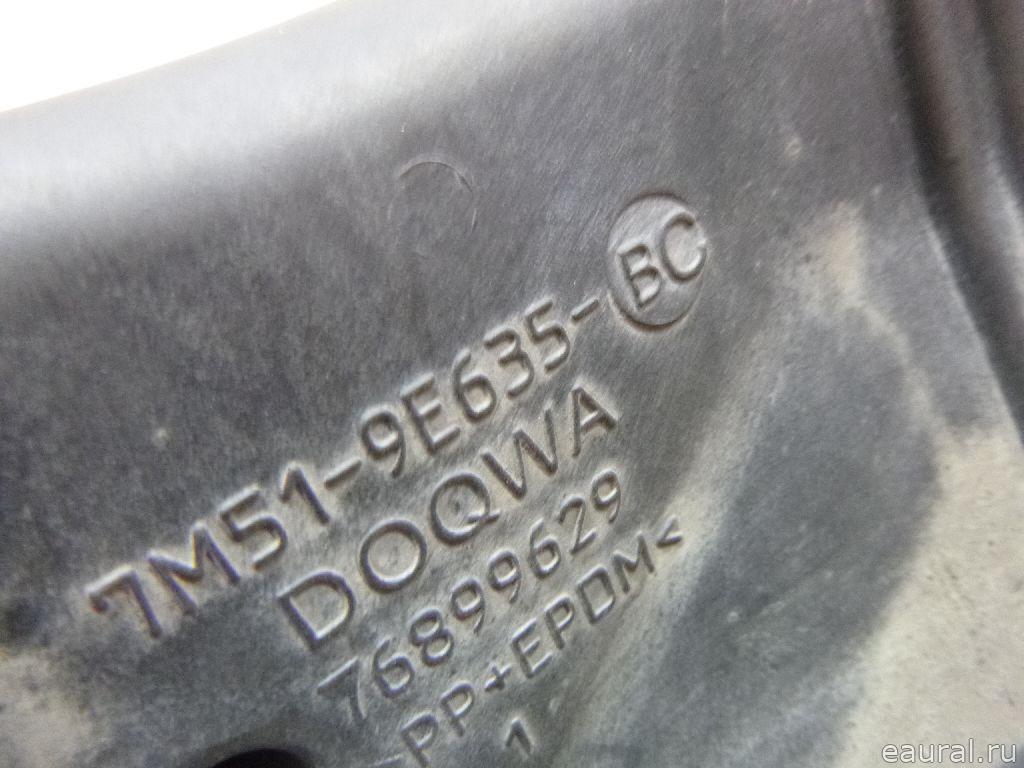 7M51-9E635-BC
DOQWA
76899629
>PP+EPDM<
1
eaural.ru